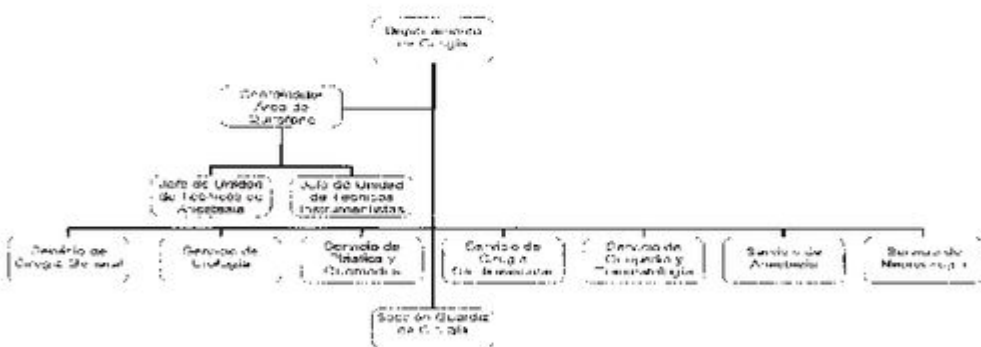 Departamento
de Cirugía
Coordinador
Área de
Quirófano
Jefe de Unidad
de Técnicos de
Anestesia
Jefe de Unidad
de Técnicos
Instrumentistas
Servicio de
Cirugía General
Servicio de
Urología
Servicio de
Plástica y
Quemados
Servicio de
Cirugía
Cardiovascular
Servicio de
Ortopedia y
Traumatología
Servicio de
Anestesia
Servicio de
Neurocirugía
Sección Guardia
de Cirugía